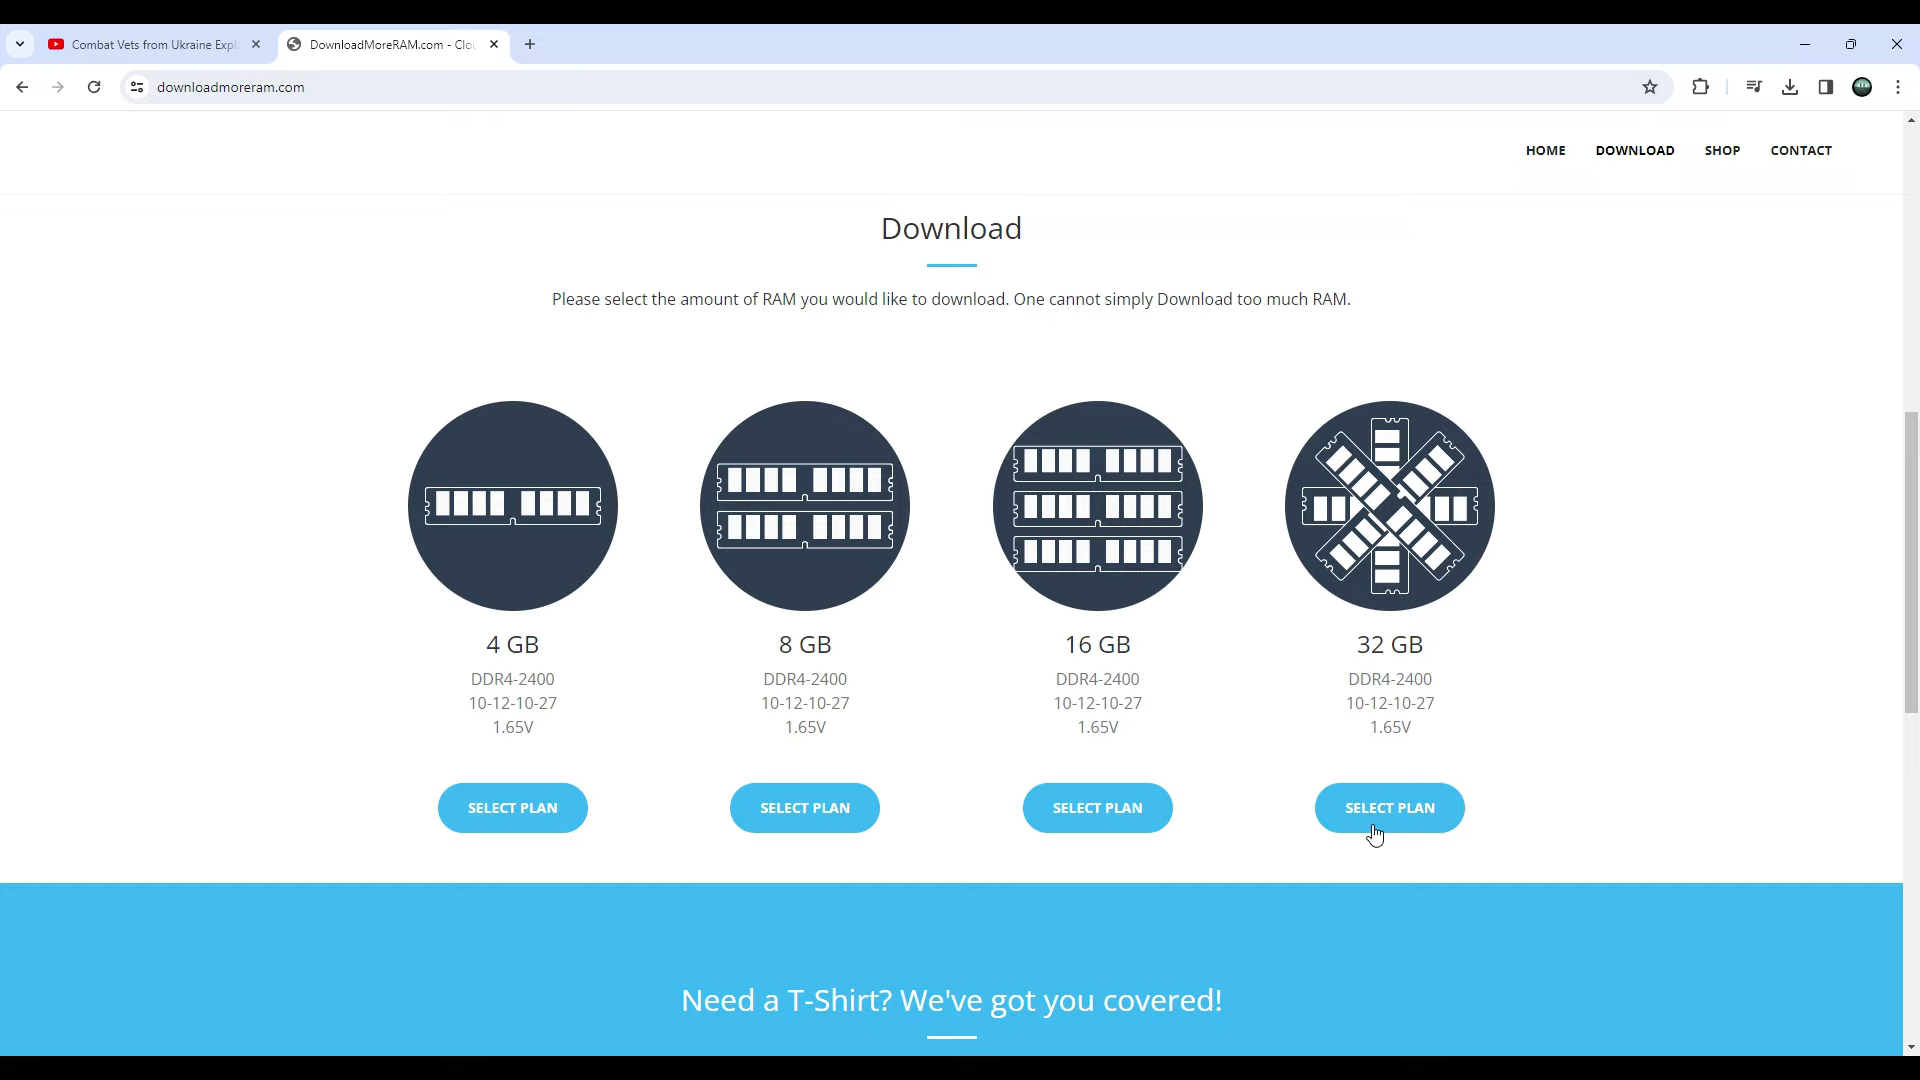 Combat Vets from Ukraine Expl
DownloadMoreRAM.com - Clou
downloadmoreram.com
HOME DOWNLOAD SHOP CONTACT
Download
Please select the amount of RAM you would like to download. One cannot simply Download too much RAM.
4 GB
DDR4-2400
10-12-10-27
1.65V
SELECT PLAN
8 GB
DDR4-2400
10-12-10-27
1.65V
SELECT PLAN
16 GB
DDR4-2400
10-12-10-27
1.65V
SELECT PLAN
32 GB
DDR4-2400
10-12-10-27
1.65V
SELECT PLAN
Need a T-Shirt? We've got you covered!